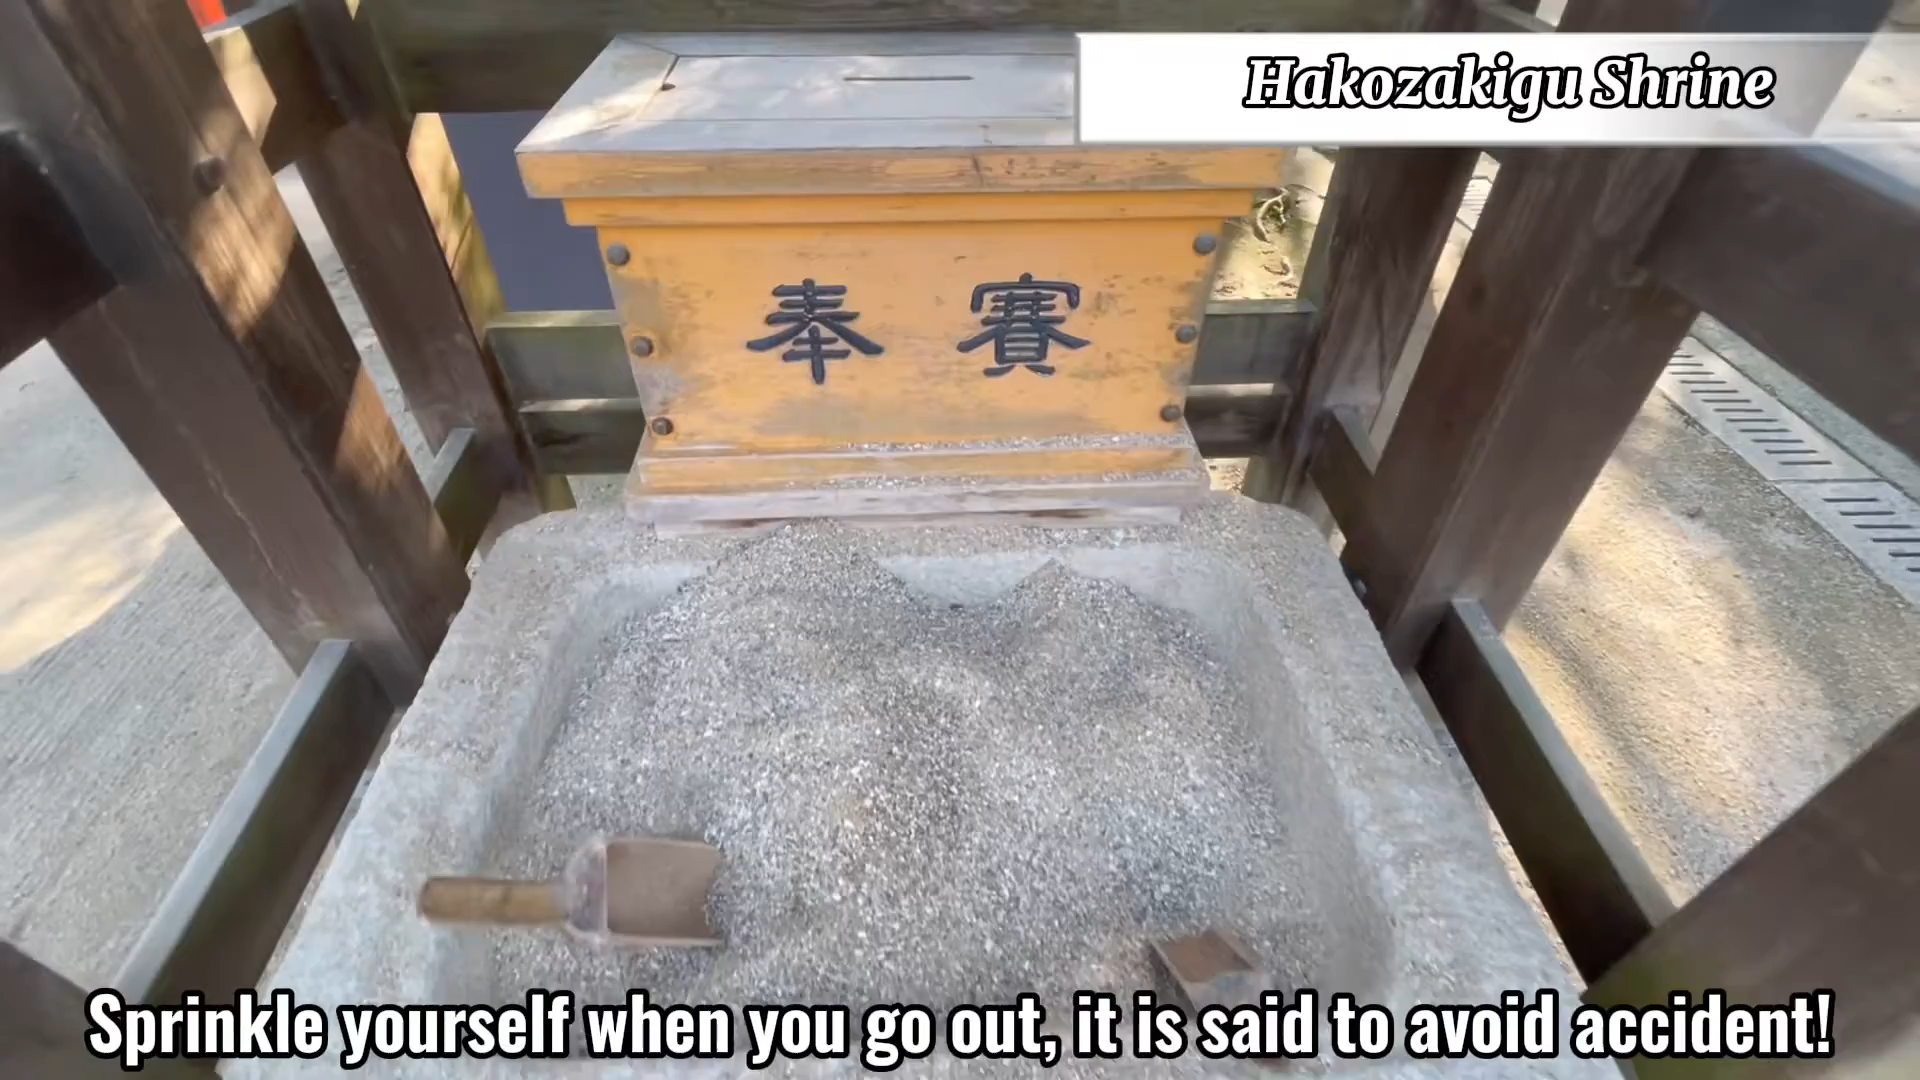 Hakozakigu Shrine
奉賽
Sprinkle yourself when you go out, it is said to avoid accident!